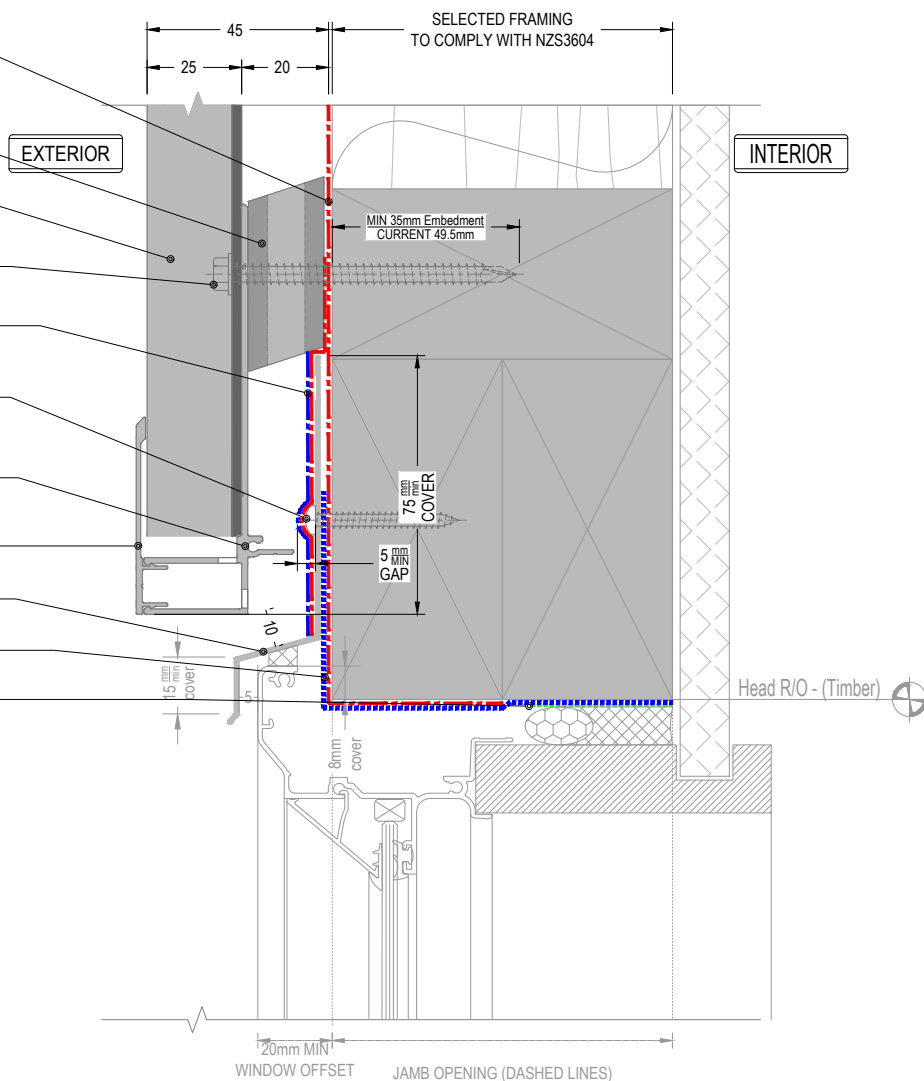 SELECTED FRAMING
TO COMPLY WITH NZS3604
45
25
20
EXTERIOR
INTERIOR
MIN 35mm Embedment
CURRENT 49.5mm
75 mm min
COVER
5 mm MIN
GAP
10
15 mm min
cover
5
8mm
cover
Head R/O - (Timber)
20mm MIN
WINDOW OFFSET
JAMB OPENING (DASHED LINES)